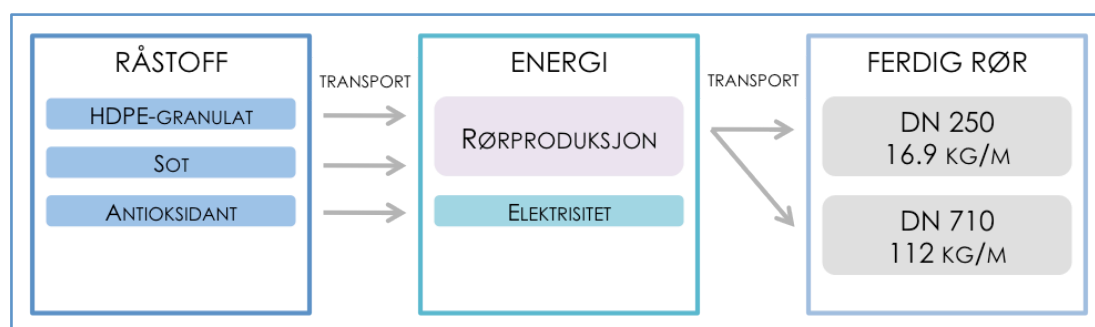 RÅSTOFF
HDPE-GRANULAT
SOT
ANTIOKSIDANT
TRANSPORT
ENERGI
RØRPRODUKSJON
ELEKTRISITET
TRANSPORT
FERDIG RØR
DN 250
16.9 KG/M
DN 710
112 KG/M